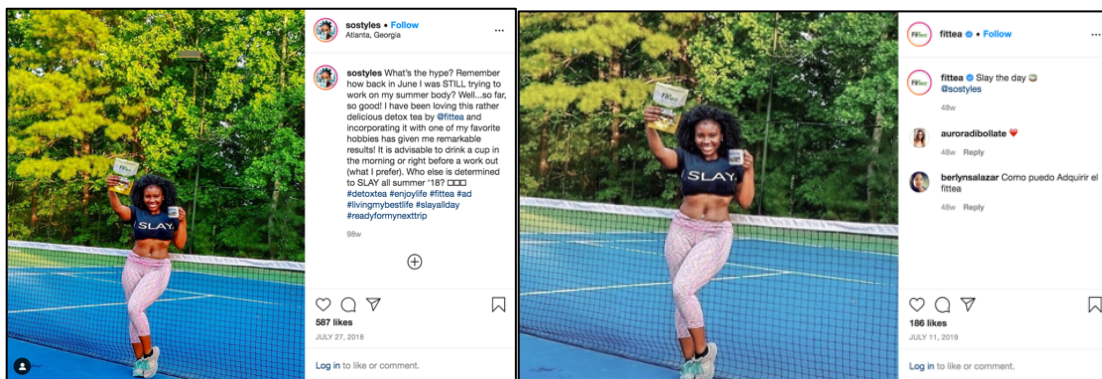 sostyles • Follow
Atlanta, Georgia
sostyles What's the hype? Remember
how back in June I was STILL trying to
work on my summer body? Well...so far,
so good! I have been loving this rather
delicious detox tea by @fittea and
incorporating it with one of my favorite
hobbies has given me remarkable
results! It is advisable to drink a cup in
the morning or right before a work out
(what I prefer). Who else is determined
to SLAY all summer '18? □□□
#detoxtea #enjoylife #fittea #ad
#livingmybestlife #slayallday
#readyformynexttrip
98w
587 likes
JULY 27, 2018
Log in to like or comment.
SLAY.
fittea • Follow
fittea Slay the day
@sostyles
48w
auroradibollate
48w Reply
berlynsalazar Como puedo Adquirir el
fittea
48w Reply
186 likes
JULY 11, 2019
Log in to like or comment.
SLAY.